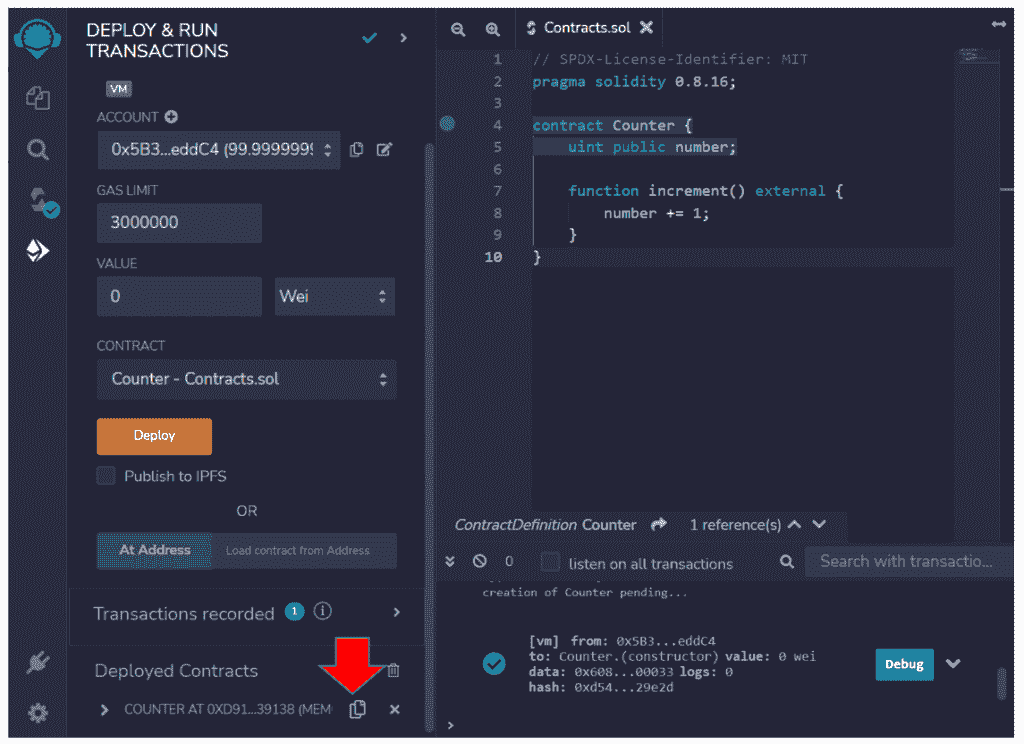 DEPLOY & RUN
TRANSACTIONS
VM
ACCOUNT
0x5B3...eddC4 (99.9999999
GAS LIMIT
3000000
VALUE
0
Wei
CONTRACT
Counter - Contracts.sol
Deploy
Publish to IPFS
OR
At Address
Load contract from Address
Transactions recorded 1 i
Deployed Contracts
COUNTER AT 0XD91...39138 (MEM
Contracts.sol
1 // SPDX-License-Identifier: MIT
2 pragma solidity 0.8.16;
3
4 contract Counter {
5 uint public number;
6
7 function increment() external {
8 number += 1;
9 }
10 }
ContractDefinition Counter 1 reference(s)
0 listen on all transactions Search with transactio...
creation of Counter pending...
[vm] from: 0x5B3...eddC4
to: Counter.(constructor) value: 0 wei
data: 0x608...00033 logs: 0
hash: 0xd54...29e2d
Debug
>